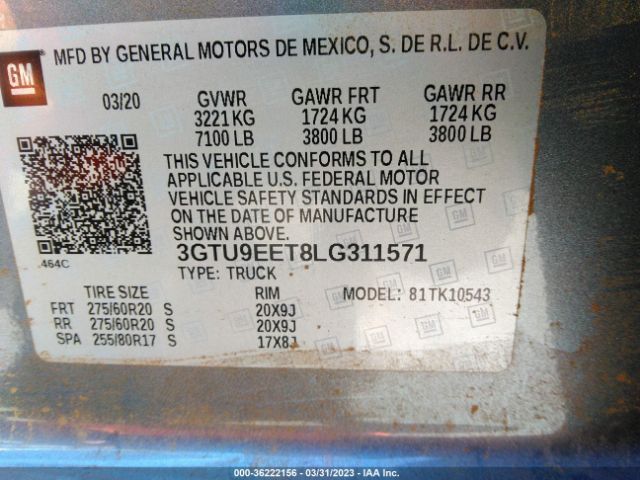 GM
MFD BY GENERAL MOTORS DE MEXICO, S. DE R.L. DE C.V.
03/20 GVWR GAWR FRT GAWR RR
3221 KG 1724 KG 1724 KG
7100 LB 3800 LB 3800 LB
THIS VEHICLE CONFORMS TO ALL
APPLICABLE U.S. FEDERAL MOTOR
VEHICLE SAFETY STANDARDS IN EFFECT
ON THE DATE OF MANUFACTURE
SHOWN ABOVE.
464C
3GTU9EET8LG311571
TYPE: TRUCK
TIRE SIZE RIM MODEL: 81TK10543
FRT 275/60R20 S 20X9J
RR 275/60R20 S 20X9J
SPA 255/80R17 S 17X8J
000-36222156 - 03/31/2023 - IAA Inc.